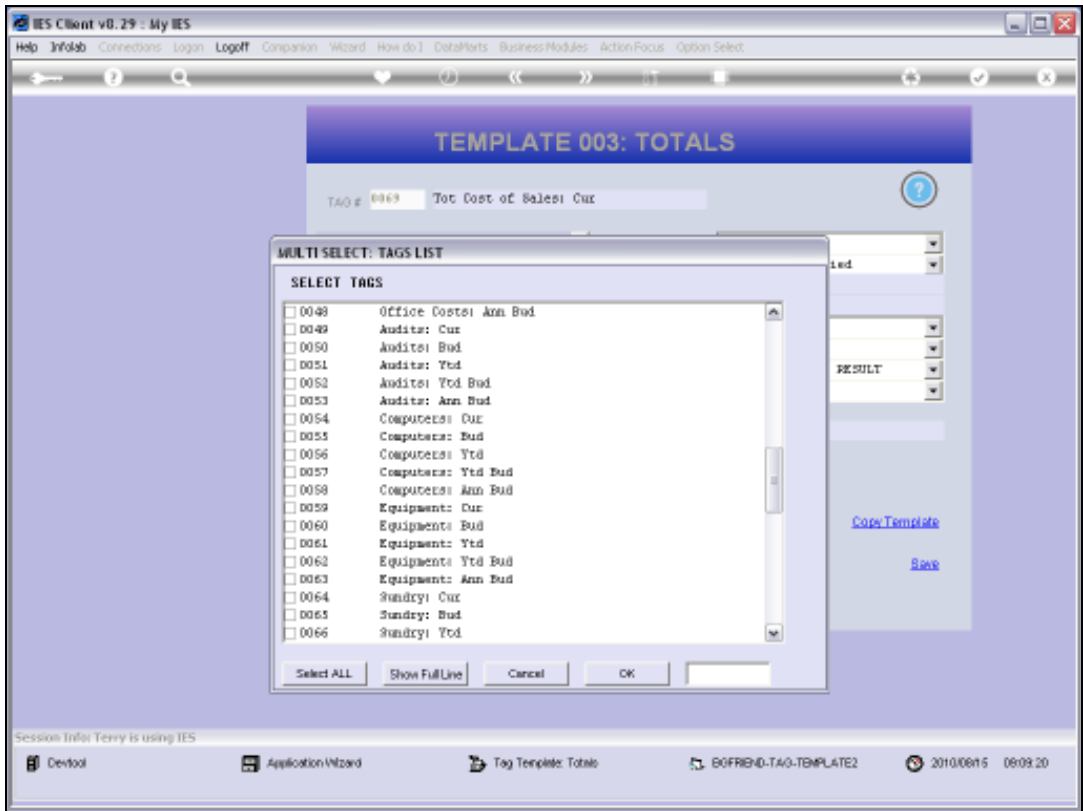 IES Client v8.29 : My IES
Help Infolab Connections Logon Logoff Companion Wizard How do I DataMarts Business Modules Action Focus Option Select
TEMPLATE 003: TOTALS
TAG # 0069 Tot Cost of Sales: Cur
MULTI SELECT: TAGS LIST
SELECT TAGS
0048 Office Costs: Ann Bud
0049 Audits: Cur
0050 Audits: Bud
0051 Audits: Ytd
0052 Audits: Ytd Bud
0053 Audits: Ann Bud
0054 Computers: Cur
0055 Computers: Bud
0056 Computers: Ytd
0057 Computers: Ytd Bud
0058 Computers: Ann Bud
0059 Equipment: Cur
0060 Equipment: Bud
0061 Equipment: Ytd
0062 Equipment: Ytd Bud
0063 Equipment: Ann Bud
0064 Sundry: Cur
0065 Sundry: Bud
0066 Sundry: Ytd
RESULT
Copy Template
Save
Select ALL Show Full Line Cancel OK
Session Info: Terry is using IES
Devtool Application Wizard Tag Template: Totals BGFRIEND-TAG-TEMPLATE2 2010/08/15 09:09:20